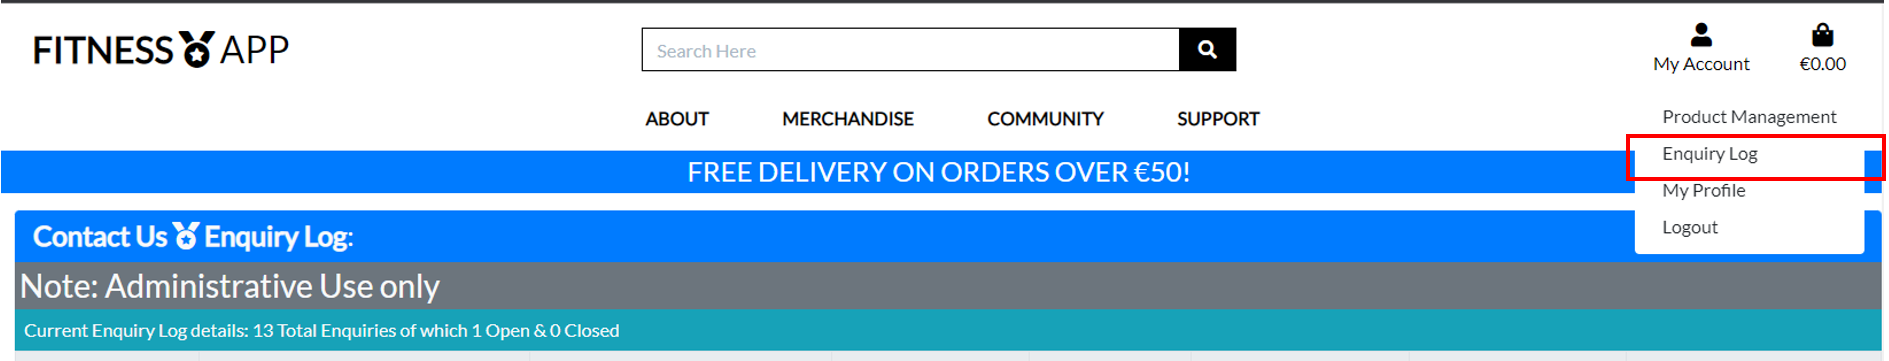 FITNESS APP
Search Here
My Account
€0.00
ABOUT MERCHANDISE COMMUNITY SUPPORT
Product Management
Enquiry Log
My Profile
Logout
FREE DELIVERY ON ORDERS OVER €50!
Contact Us Enquiry Log:
Note: Administrative Use only
Current Enquiry Log details: 13 Total Enquiries of which 1 Open & 0 Closed